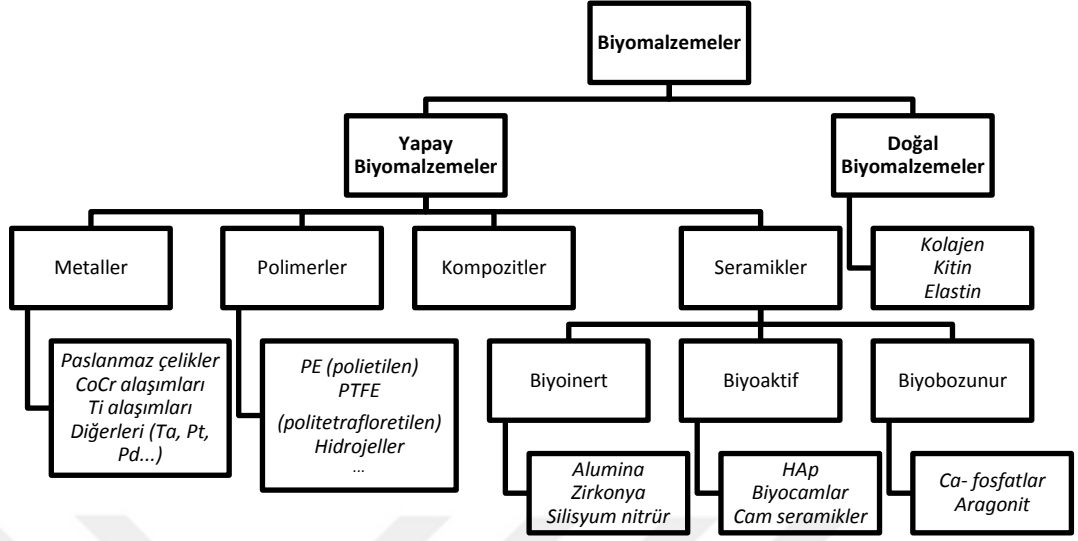 Biyomalzemeler
Yapay
Biyomalzemeler
Doğal
Biyomalzemeler
Metaller
Polimerler
Kompozitler
Seramikler
Kolajen
Kitin
Elastin
Paslanmaz çelikler
CoCr alaşımları
Ti alaşımları
Diğerleri (Ta, Pt,
Pd...)
PE (polietilen)
PTFE
(politetrafloretilen)
Hidrojeller
...
Biyoinert
Biyoaktif
Biyobozunur
Alumina
Zirkonya
Silisyum nitrür
HAp
Biyocamlar
Cam seramikler
Ca- fosfatlar
Aragonit